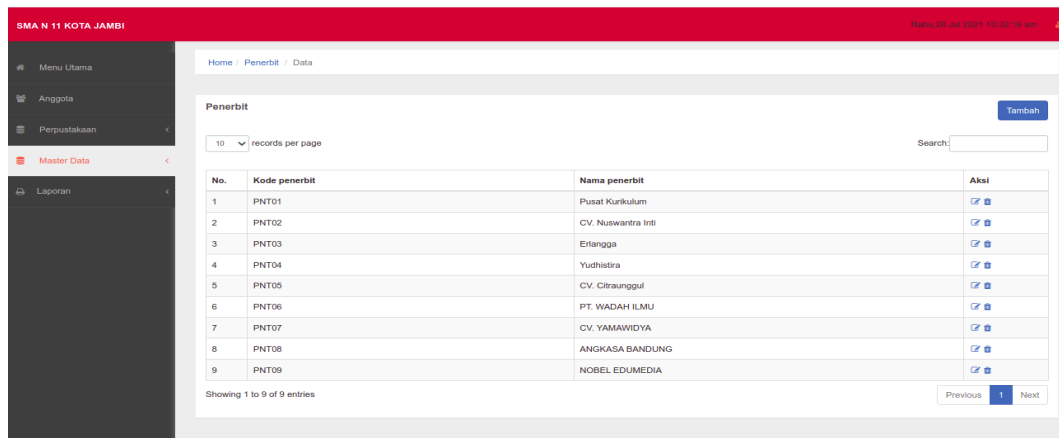 SMA N 11 KOTA JAMBI
Menu Utama
Anggota
Perpustakaan
Master Data
Laporan
Home / Penerbit / Data
Penerbit
Tambah
10 records per page
Search:
No. Kode penerbit Nama penerbit Aksi
1 PNT01 Pusat Kurikulum
2 PNT02 CV. Nuswantra Inti
3 PNT03 Erlangga
4 PNT04 Yudhistira
5 PNT05 CV. Citraunggul
6 PNT06 PT. WADAH ILMU
7 PNT07 CV. YAMAWIDYA
8 PNT08 ANGKASA BANDUNG
9 PNT09 NOBEL EDUMEDIA
Showing 1 to 9 of 9 entries
Previous 1 Next